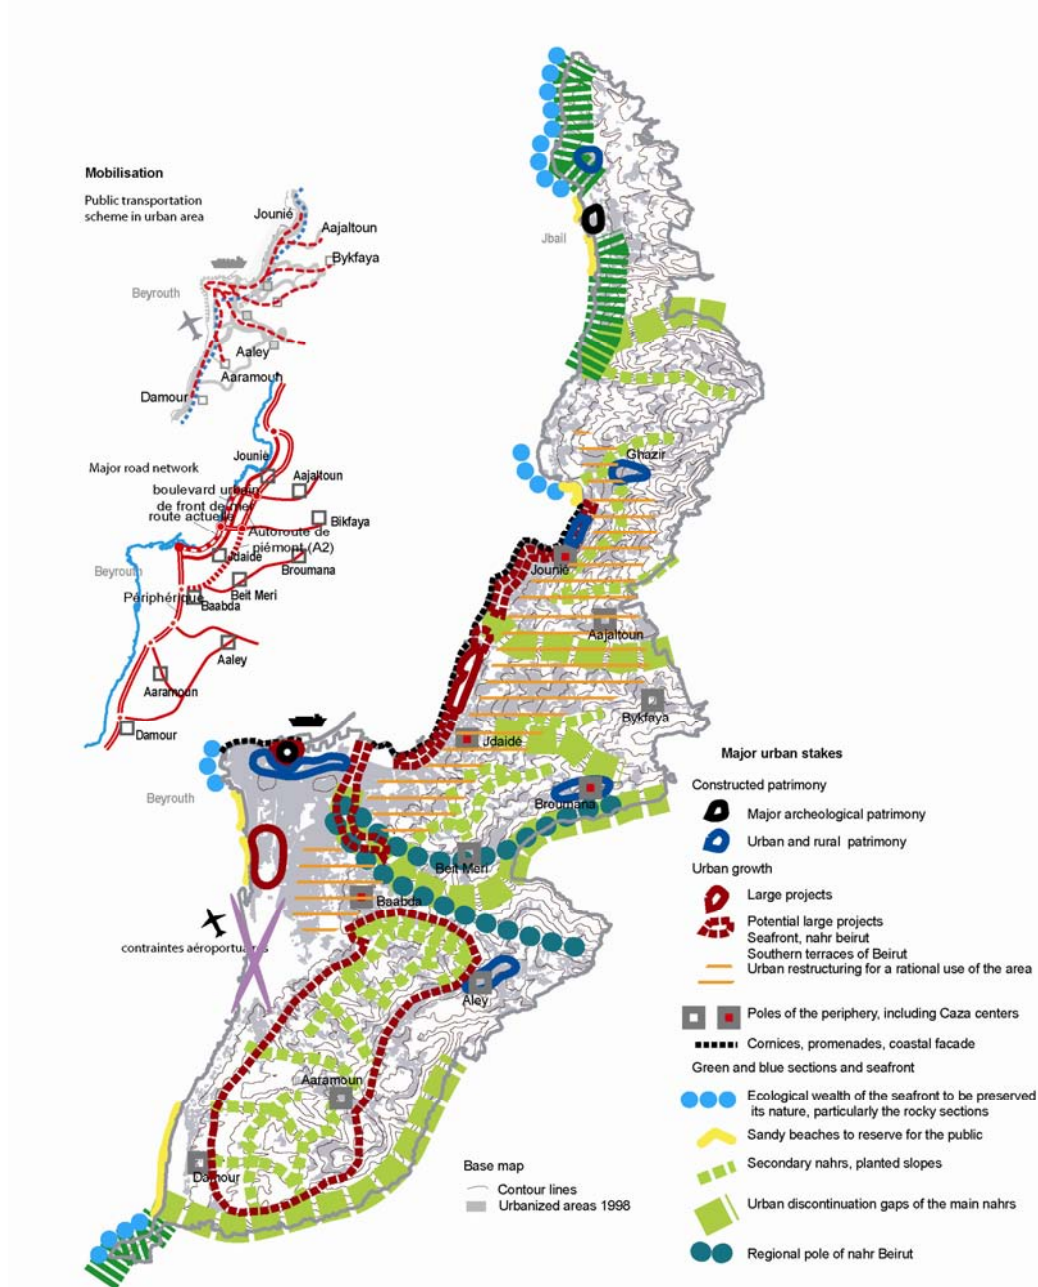 Mobilisation
Public transportation
scheme in urban area
Jounié
Aajaltoun
Bykfaya
Beyrouth
Aaley
Aaramoun
Damour
Major road network
Jounié
Aajaltoun
boulevard urbain
de front de mer
route actuelle
Bikfaya
Autoroute de
piémont (A2)
Jdaidé
Broumana
Beyrouth
Beit Meri
Périphérique
Baabda
Aaley
Aaramoun
Damour
Jbail
Ghazir
Jounié
Aajaltoun
Bykfaya
Jdaidé
Broumana
Beyrouth
Beit Meri
Baabda
contraintes aéroportuaires
Aley
Aaramoun
Damour
Base map
Contour lines
Urbanized areas 1998
Major urban stakes
Constructed patrimony
Major archeological patrimony
Urban and rural patrimony
Urban growth
Large projects
Potential large projects
Seafront, nahr beirut
Southern terraces of Beirut
Urban restructuring for a rational use of the area
Poles of the periphery, including Caza centers
Cornices, promenades, coastal facade
Green and blue sections and seafront
Ecological wealth of the seafront to be preserved
its nature, particularly the rocky sections
Sandy beaches to reserve for the public
Secondary nahrs, planted slopes
Urban discontinuation gaps of the main nahrs
Regional pole of nahr Beirut